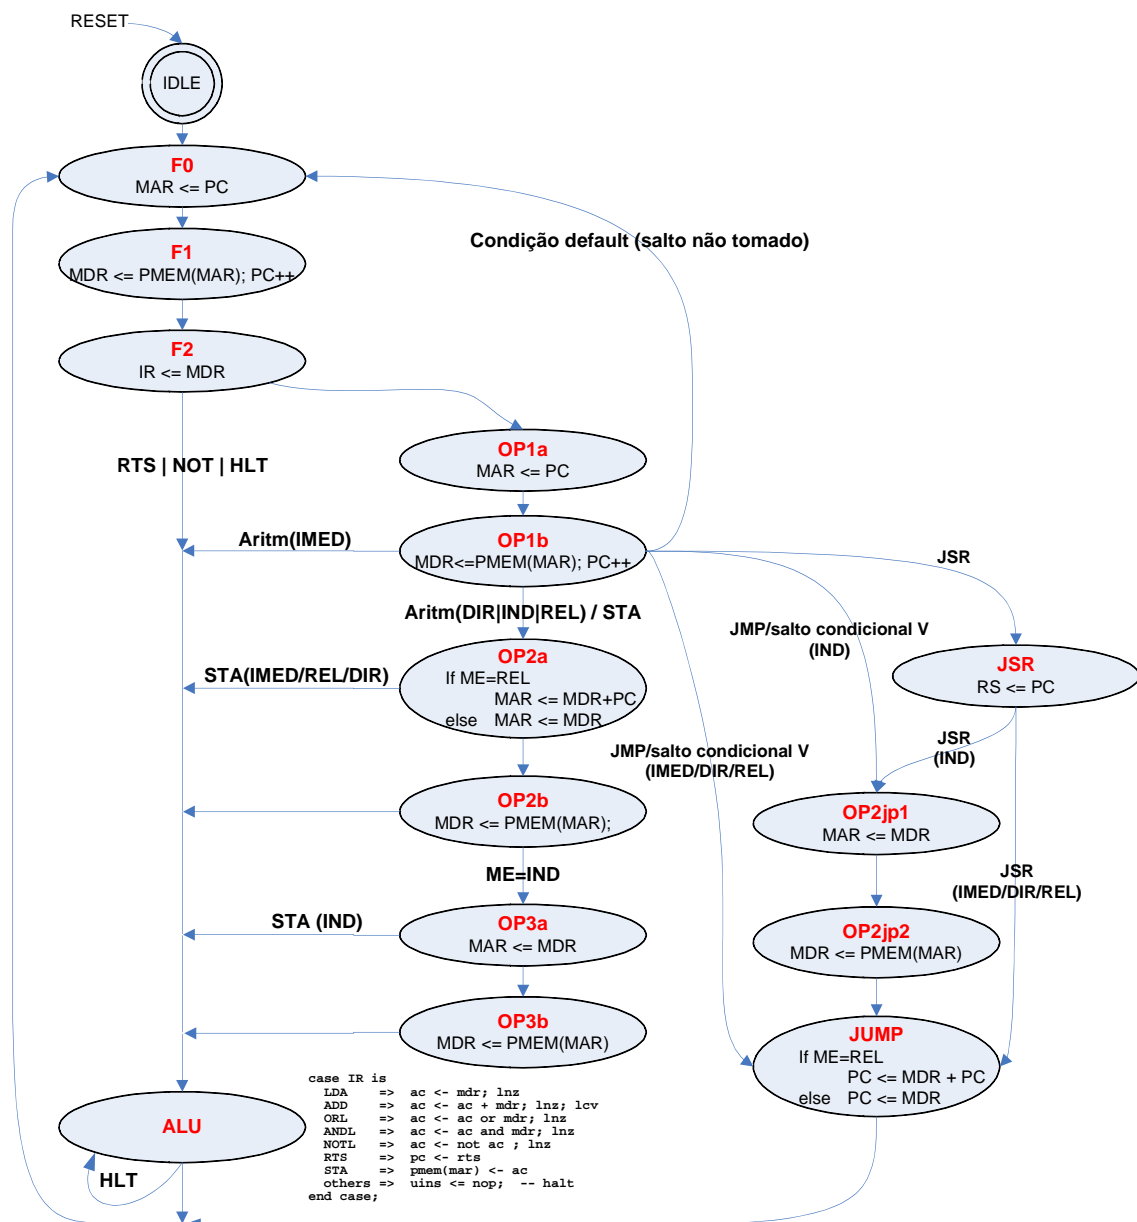 RESET
IDLE
F0
MAR <= PC
Condição default (salto não tomado)
F1
MDR <= PMEM(MAR); PC++
F2
IR <= MDR
RTS | NOT | HLT
OP1a
MAR <= PC
Aritm(IMED)
OP1b
MDR<=PMEM(MAR); PC++
JSR
Aritm(DIR|IND|REL) / STA
JMP/salto condicional V
(IND)
STA(IMED/REL/DIR)
OP2a
If ME=REL
MAR <= MDR+PC
else MAR <= MDR
JSR
RS <= PC
JMP/salto condicional V
(IMED/DIR/REL)
JSR
(IND)
OP2b
MDR <= PMEM(MAR);
OP2jp1
MAR <= MDR
ME=IND
JSR
(IMED/DIR/REL)
STA (IND)
OP3a
MAR <= MDR
OP2jp2
MDR <= PMEM(MAR)
OP3b
MDR <= PMEM(MAR)
JUMP
If ME=REL
PC <= MDR + PC
else PC <= MDR
ALU
HLT
case IR is
LDA => ac <- mdr; lnz
ADD => ac <- ac + mdr; lnz; lcv
ORL => ac <- ac or mdr; lnz
ANDL => ac <- ac and mdr; lnz
NOTL => ac <- not ac ; lnz
RTS => pc <- rts
STA => pmem(mar) <- ac
others => uins <= nop; -- halt
end case;